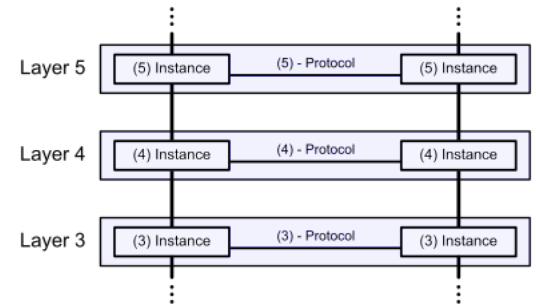 Layer 5
(5) Instance
(5) - Protocol
(5) Instance
Layer 4
(4) Instance
(4) - Protocol
(4) Instance
Layer 3
(3) Instance
(3) - Protocol
(3) Instance